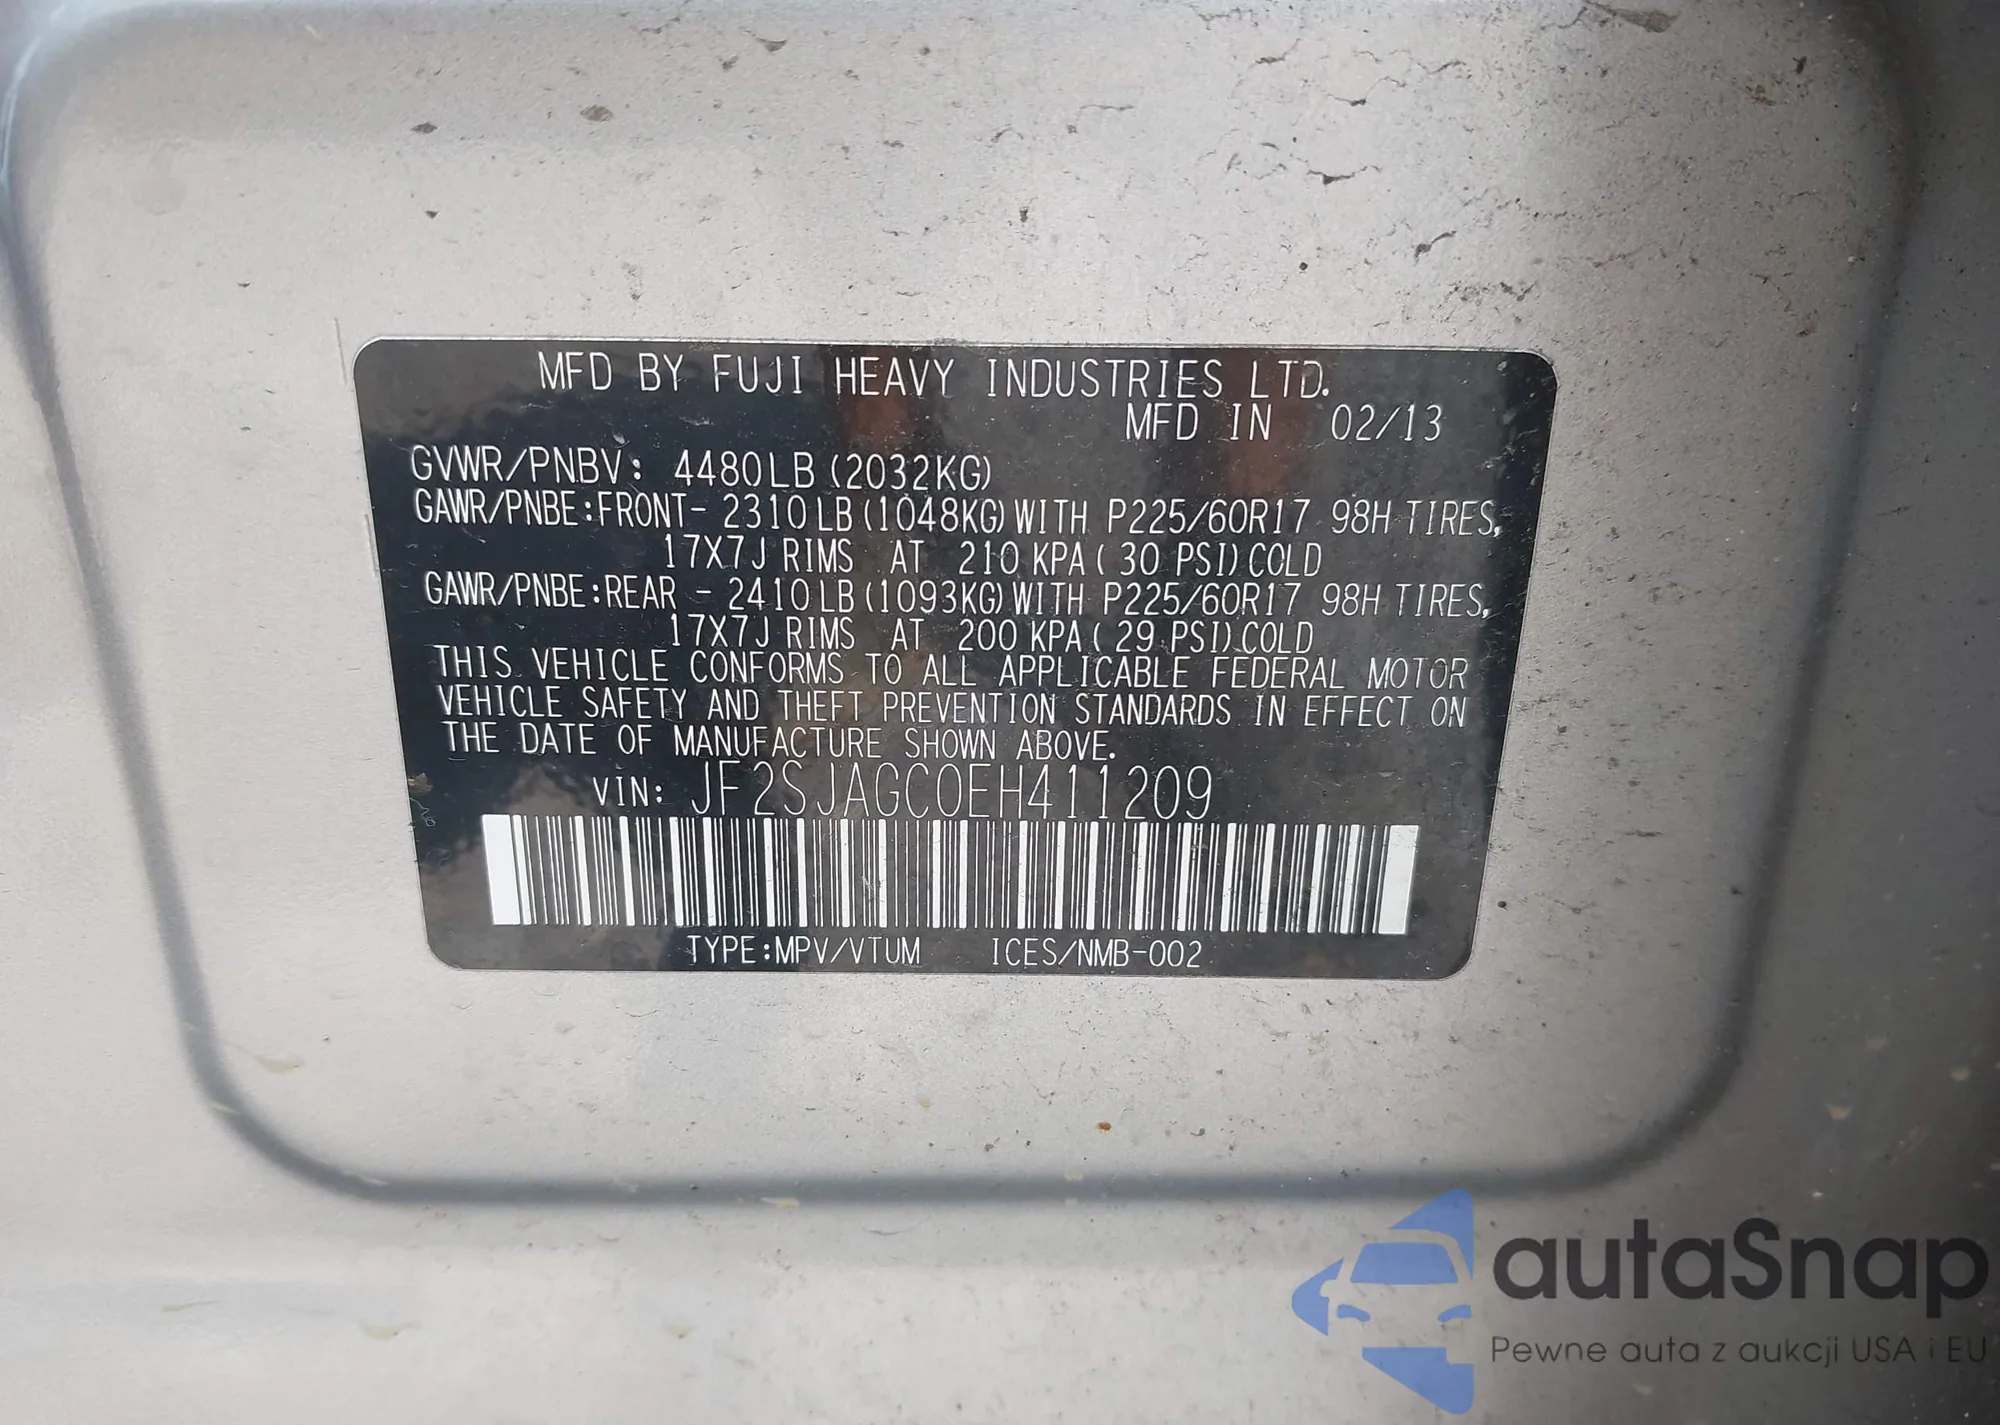 MFD BY FUJI HEAVY INDUSTRIES LTD.
MFD IN 02/13
GVWR/PNBV: 4480LB (2032KG)
GAWR/PNBE:FRONT- 2310LB (1048KG) WITH P225/60R17 98H TIRES,
17X7J RIMS AT 210 KPA ( 30 PSI) COLD
GAWR/PNBE:REAR - 2410LB (1093KG) WITH P225/60R17 98H TIRES,
17X7J RIMS AT 200 KPA ( 29 PSI) COLD
THIS VEHICLE CONFORMS TO ALL APPLICABLE FEDERAL MOTOR
VEHICLE SAFETY AND THEFT PREVENTION STANDARDS IN EFFECT ON
THE DATE OF MANUFACTURE SHOWN ABOVE.
VIN: JF2SJAGC0EH411209
TYPE:MPV/VTUM ICES/NMB-002
autaSnap
Pewne auta z aukcji USA i EU